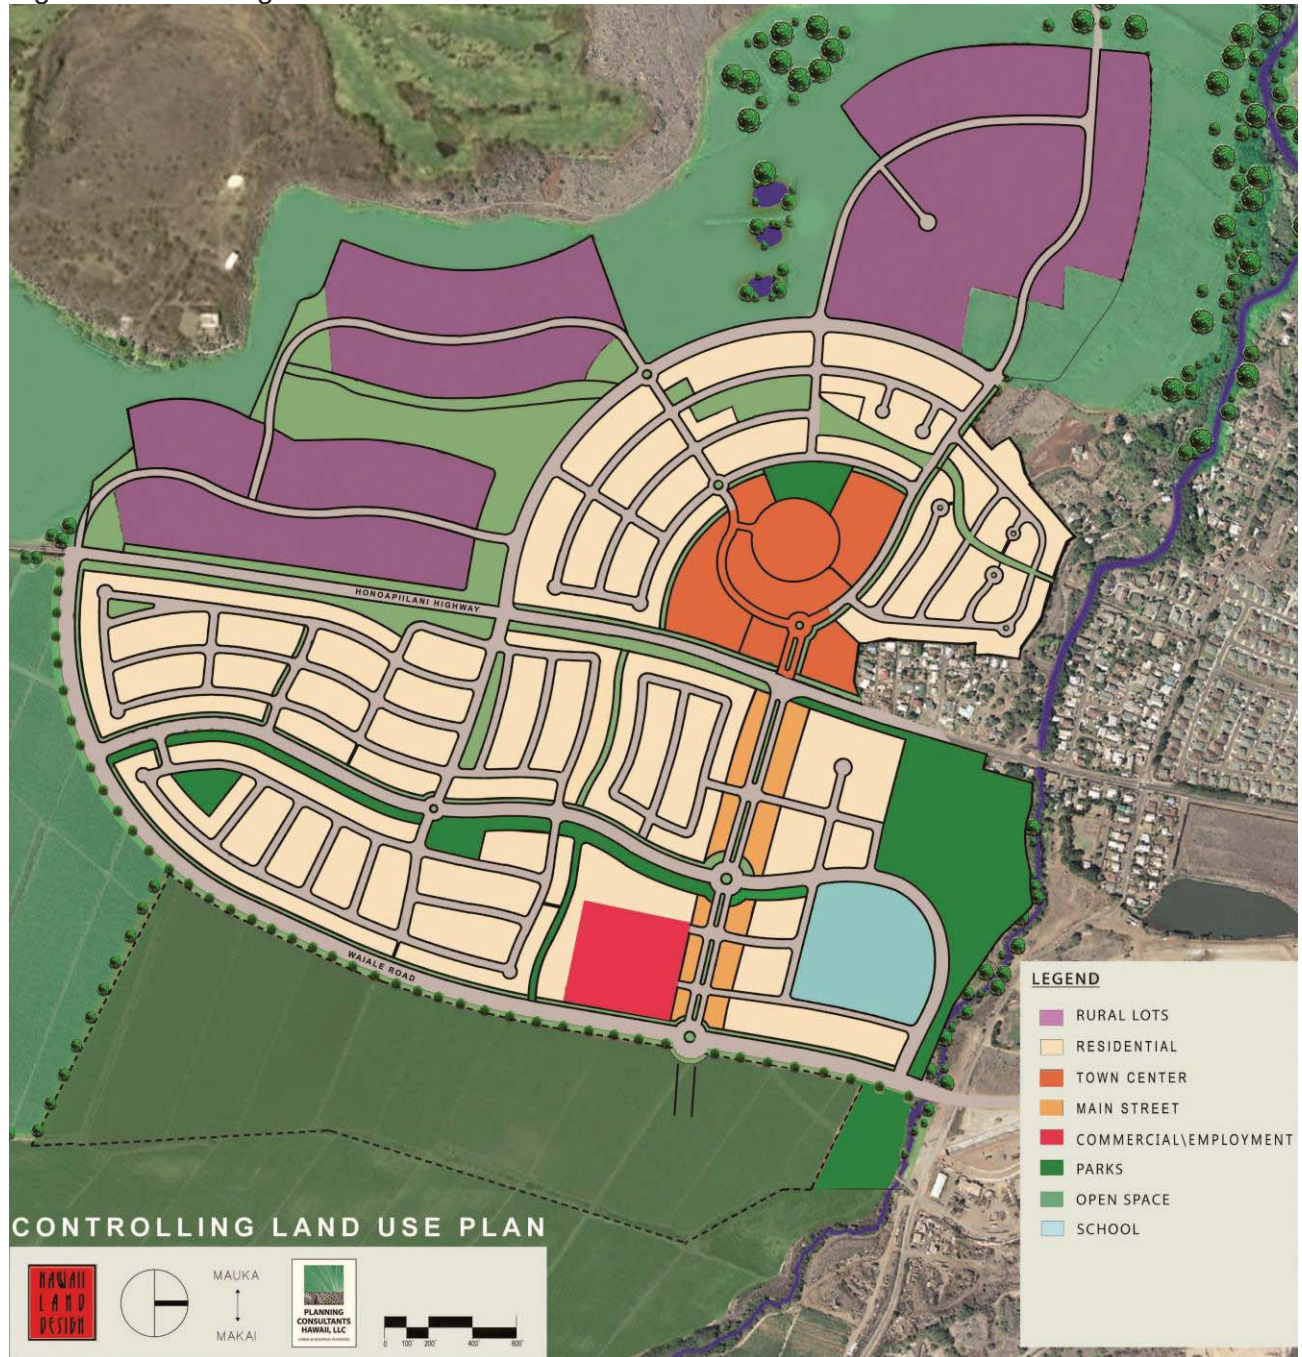 HONOAPIILANI HIGHWAY
WAIALE ROAD
LEGEND
RURAL LOTS
RESIDENTIAL
TOWN CENTER
MAIN STREET
COMMERCIAL\EMPLOYMENT
PARKS
OPEN SPACE
SCHOOL
CONTROLLING LAND USE PLAN
HAWAII
LAND
DESIGN
MAUKA
MAKAI
PLANNING
CONSULTANTS
HAWAII, LLC
0 100' 200' 400' 600'